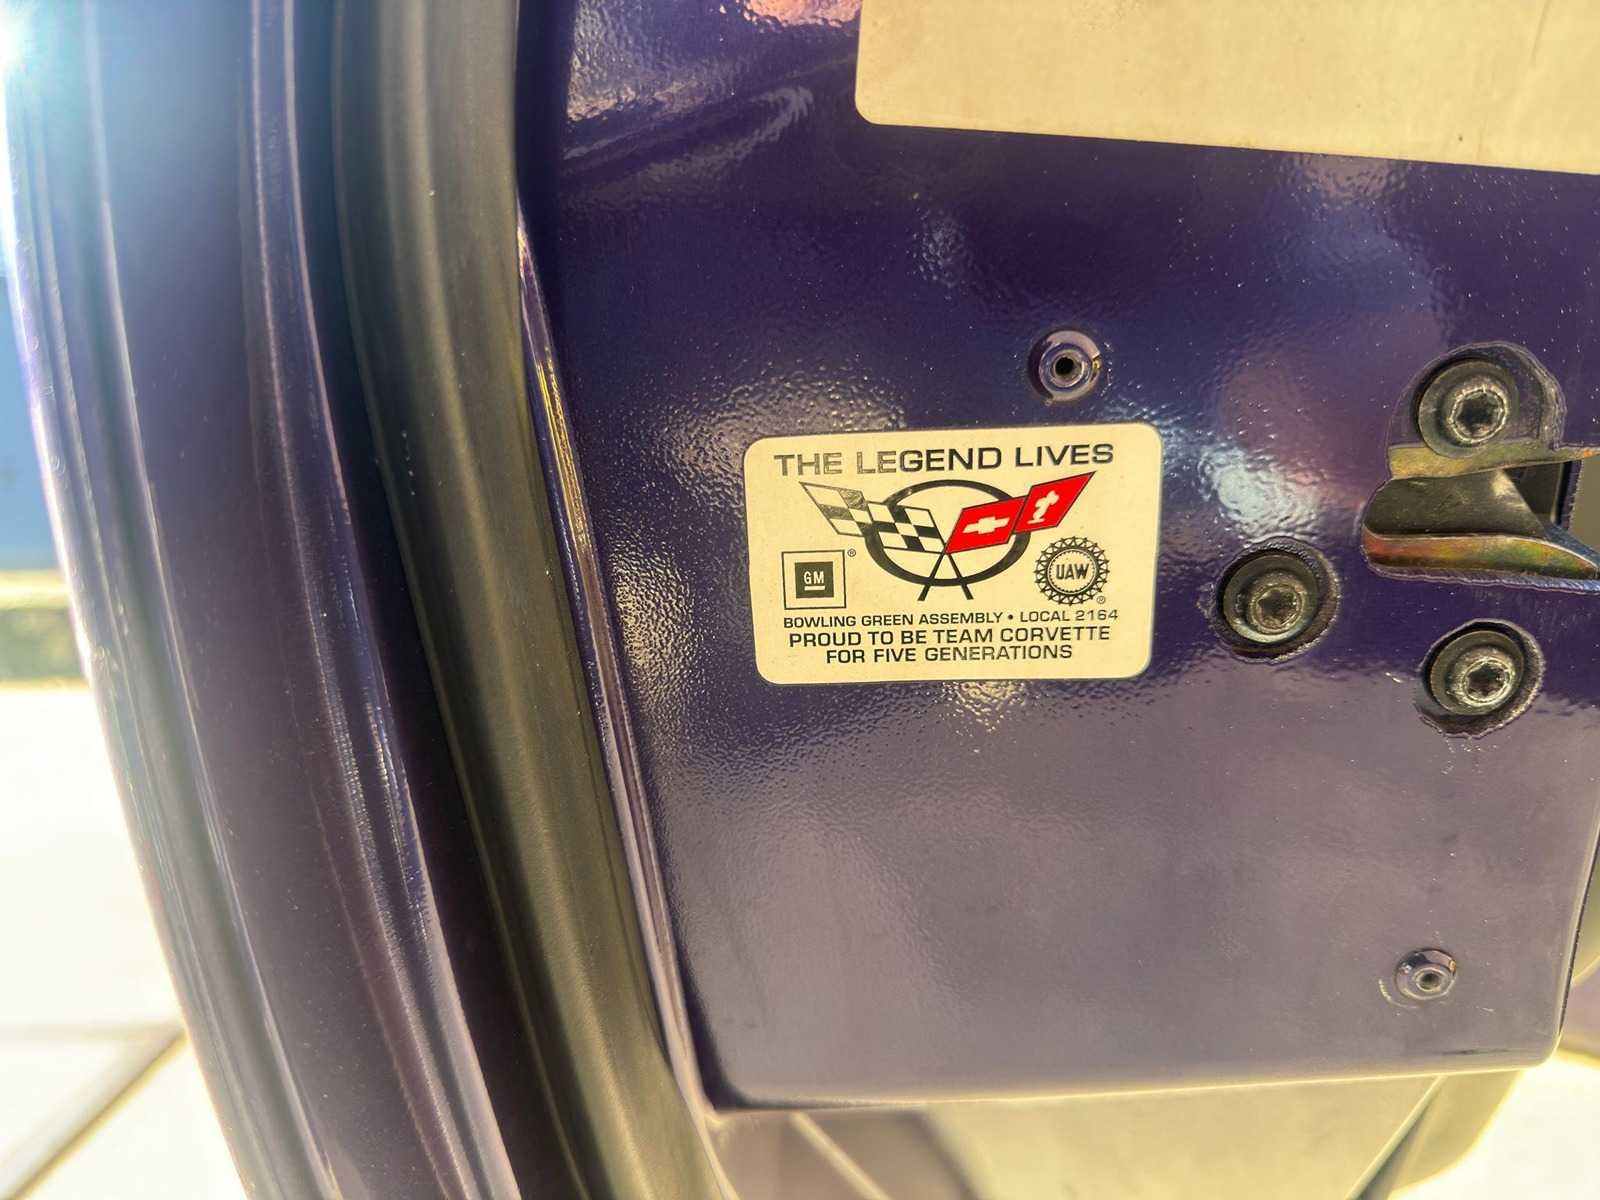 THE LEGEND LIVES
GM ®
UAW ®
BOWLING GREEN ASSEMBLY • LOCAL 2164
PROUD TO BE TEAM CORVETTE
FOR FIVE GENERATIONS